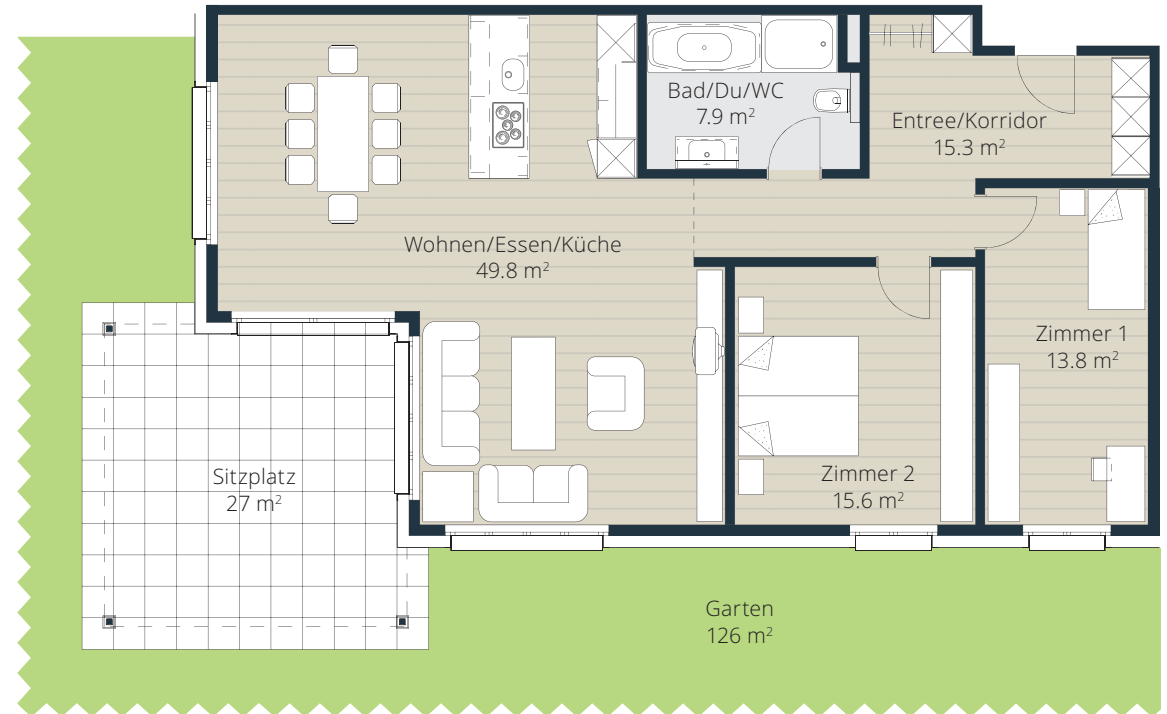 Bad/Du/WC
7.9 m²
Entree/Korridor
15.3 m²
Wohnen/Essen/Küche
49.8 m²
Zimmer 1
13.8 m²
Zimmer 2
15.6 m²
Sitzplatz
27 m²
Garten
126 m²